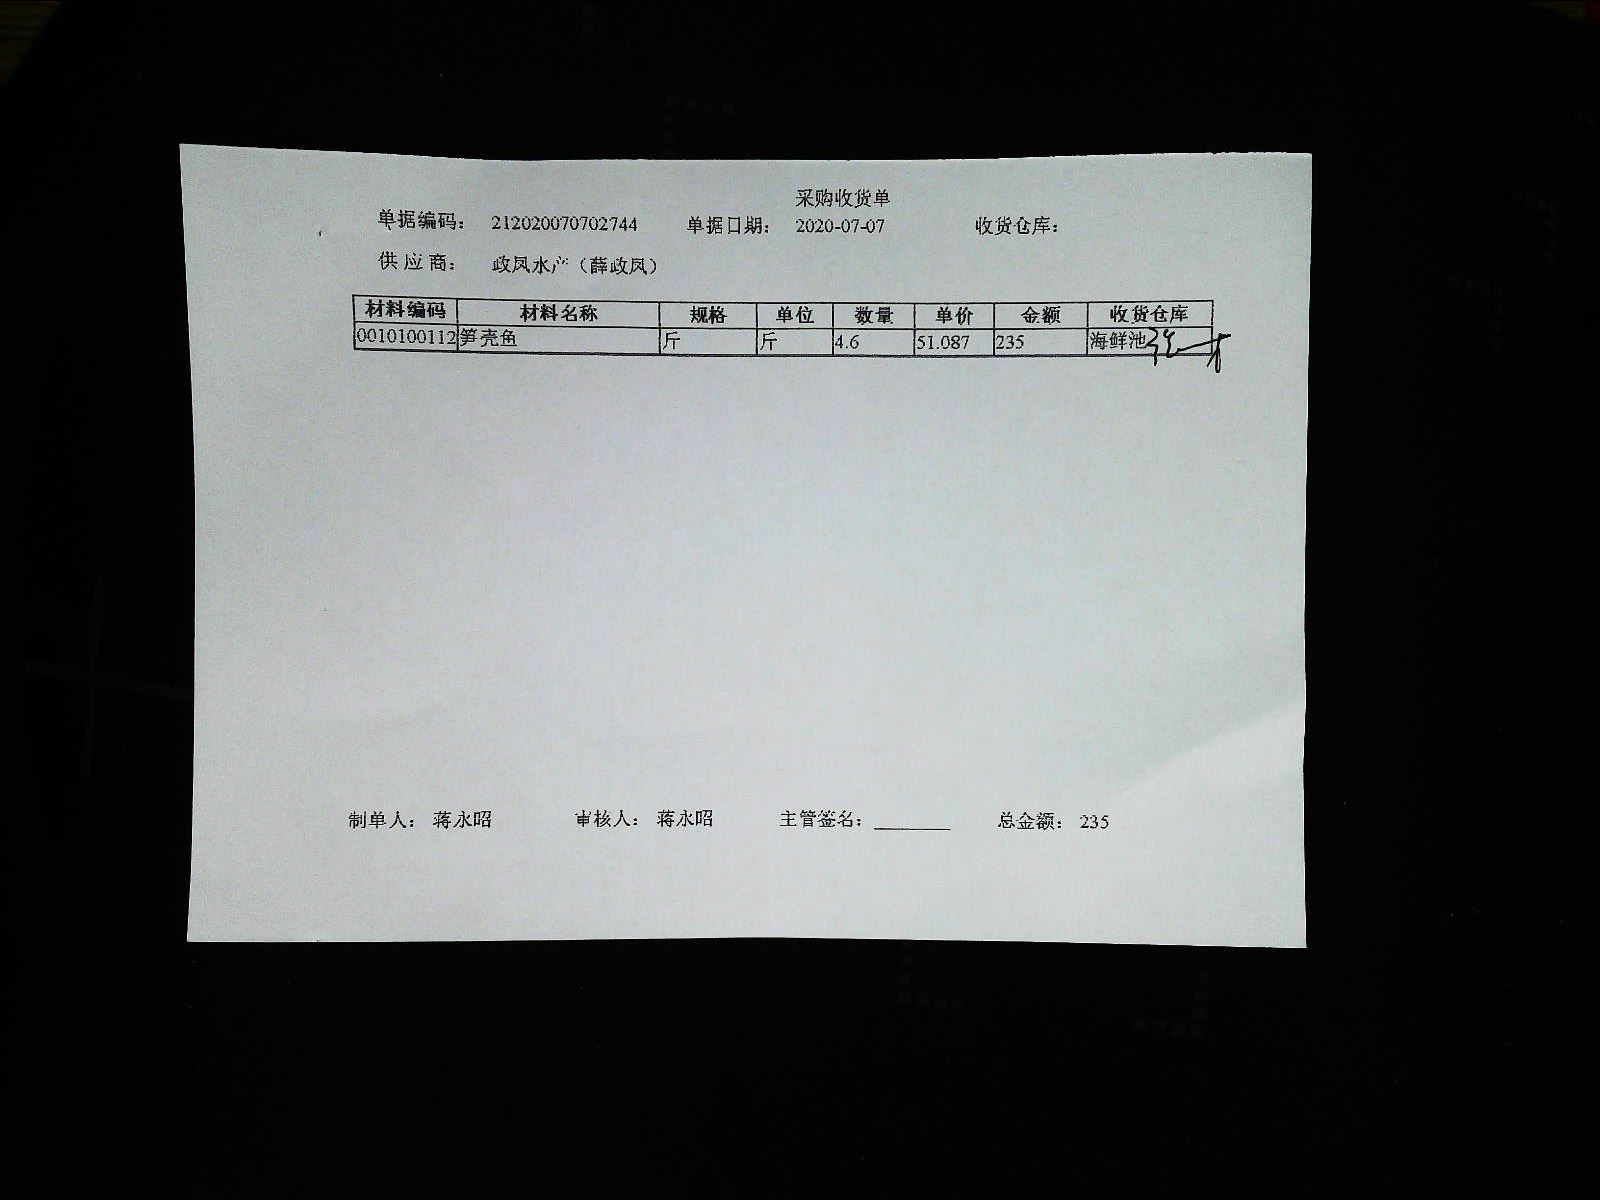 采购收货单
单据编码： 212020070702744 单据日期： 2020-07-07 收货仓库：
供应商： 政凤水产（薛政凤）
材料编码 材料名称 规格 单位 数量 单价 金额 收货仓库
0010100112 笋壳鱼 斤 斤 4.6 51.087 235 海鲜池
制单人： 蒋永昭 审核人： 蒋永昭 主管签名： 总金额： 235